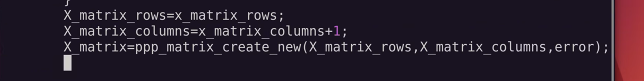 }
X_matrix_rows=x_matrix_rows;
X_matrix_columns=x_matrix_columns+1;
X_matrix=ppp_matrix_create_new(X_matrix_rows,X_matrix_columns,error);